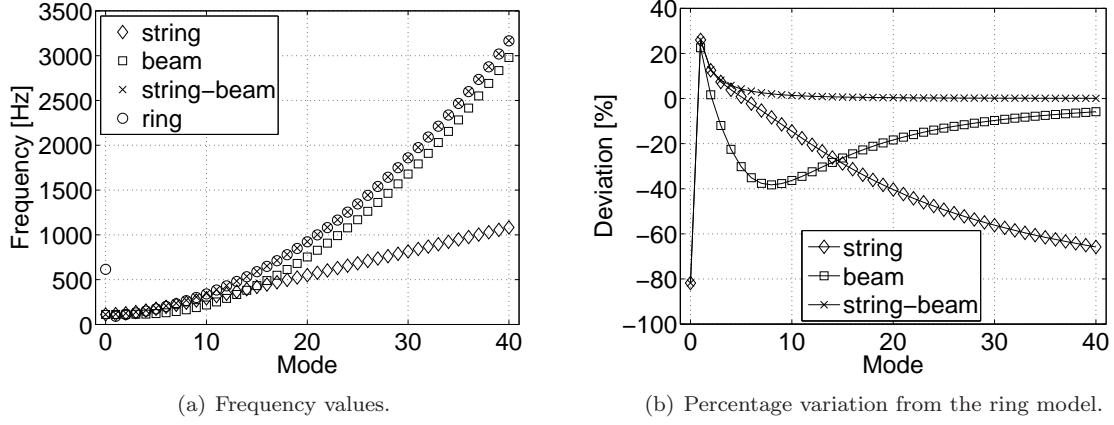 3500
3000
2500
2000
1500
1000
500
0
Frequency [Hz]
string
beam
string−beam
ring
0
10
20
30
40
Mode
(a) Frequency values.
40
20
0
−20
−40
−60
−80
−100
Deviation [%]
string
beam
string−beam
0
10
20
30
40
Mode
(b) Percentage variation from the ring model.